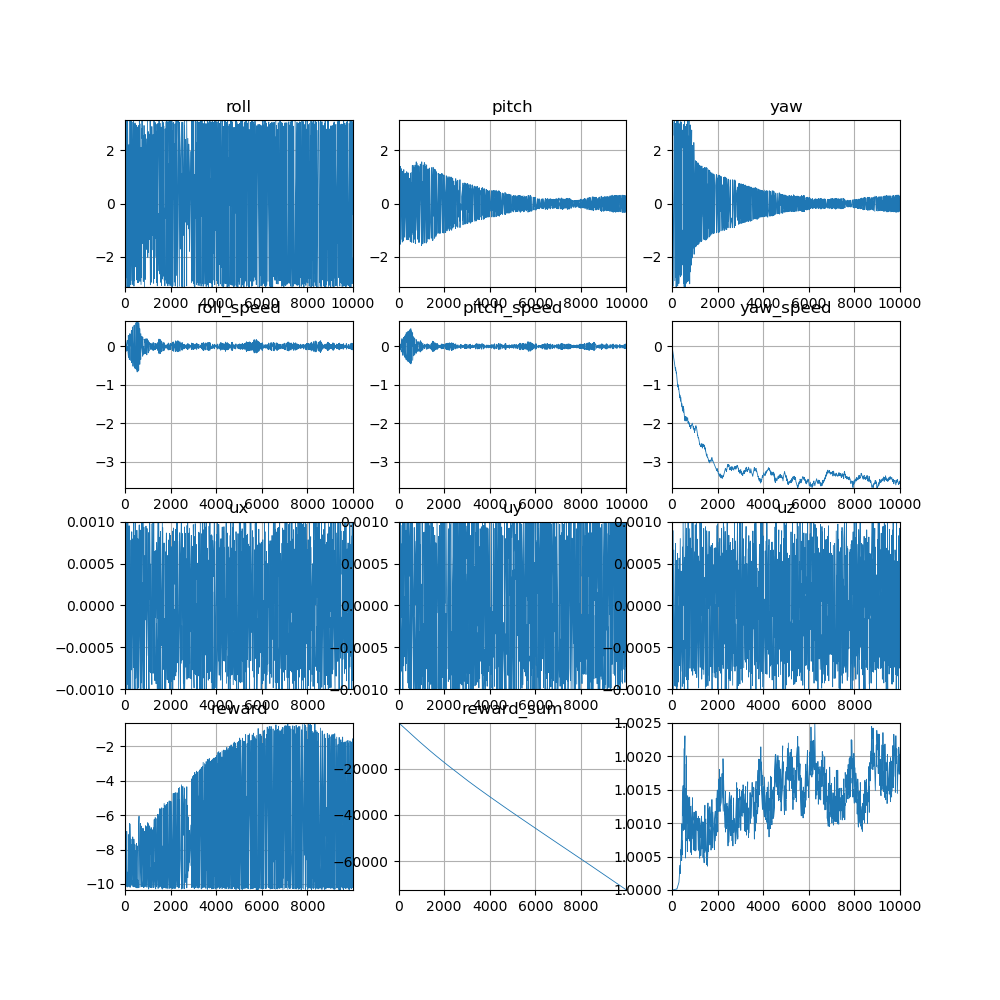 roll pitch yaw
2 2 2
0 0 0
−2 −2 −2
0 2000 4000 6000 8000 10000 0 2000 4000 6000 8000 10000 0 2000 4000 6000 8000 10000
roll_speed pitch_speed yaw_speed
0 0 0
−1 −1 −1
−2 −2 −2
−3 −3 −3
0 2000 4000 6000 8000 10000 0 2000 4000 6000 8000 10000 0 2000 4000 6000 8000 10000
ux uy uz
0.0010 0.0010 0.0010
0.0005 0.0005 0.0005
0.0000 0.0000 0.0000
−0.0005 −0.0005 −0.0005
−0.0010 −0.0010 −0.0010
0 2000 4000 6000 8000 0 2000 4000 6000 8000 0 2000 4000 6000 8000
reward reward_sum
−2 −20000 1.0025
−4 −40000 1.0020
−6 −60000 1.0015
−8 1.0010
−10 1.0005
1.0000
0 2000 4000 6000 8000 0 2000 4000 6000 8000 0 2000 4000 6000 8000 10000